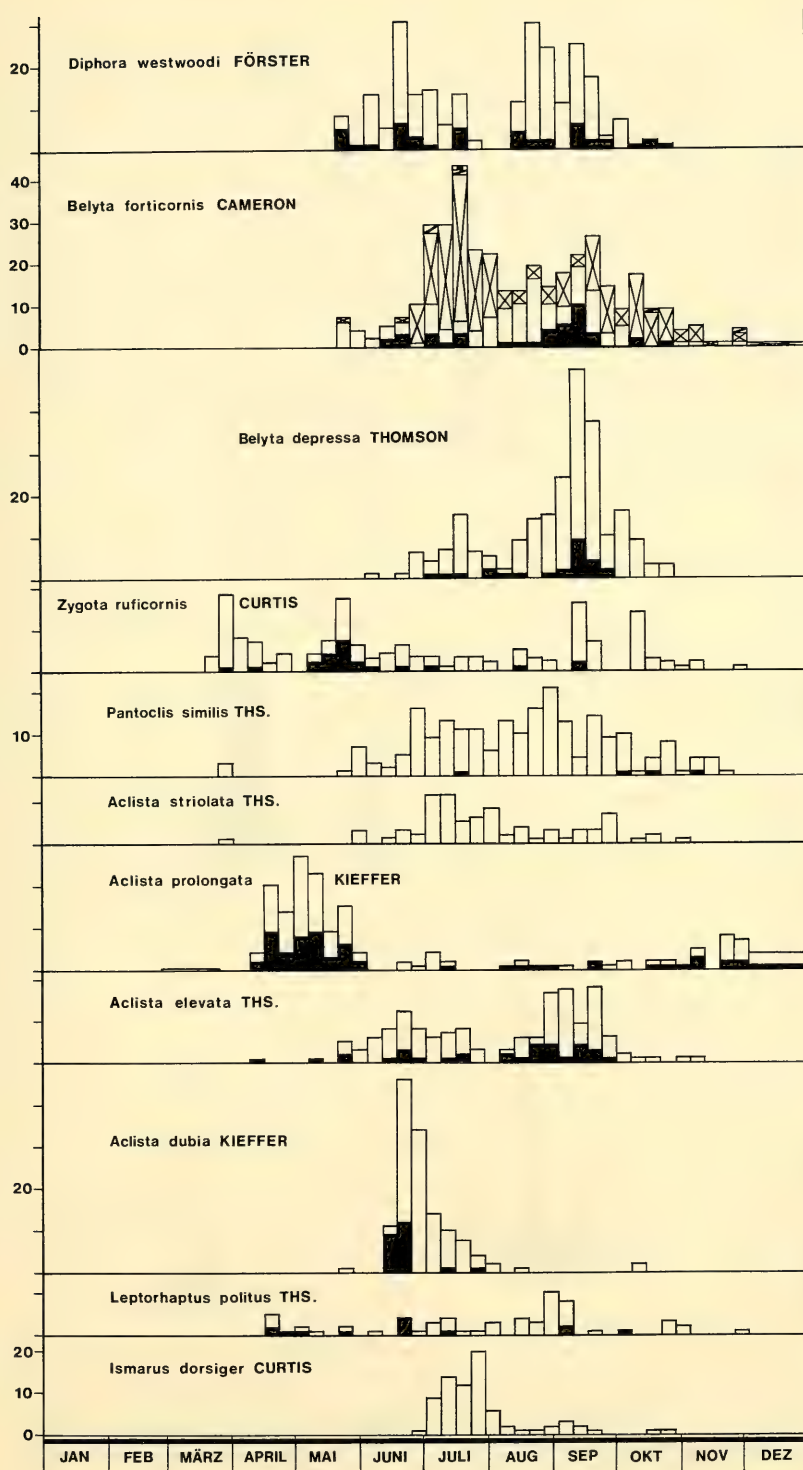 Diphora westwoodi FÖRSTER
20
Belyta forticornis CAMERON
40
30
20
10
0
Belyta depressa THOMSON
20
Zygota ruficornis CURTIS
Pantoclis similis THS.
10
Aclista striolata THS.
Aclista prolongata KIEFFER
Aclista elevata THS.
Aclista dubia KIEFFER
20
Leptorhaptus politus THS.
20
Ismarus dorsiger CURTIS
10
0
JAN FEB MÄRZ APRIL MAI JUNI JULI AUG SEP OKT NOV DEZ